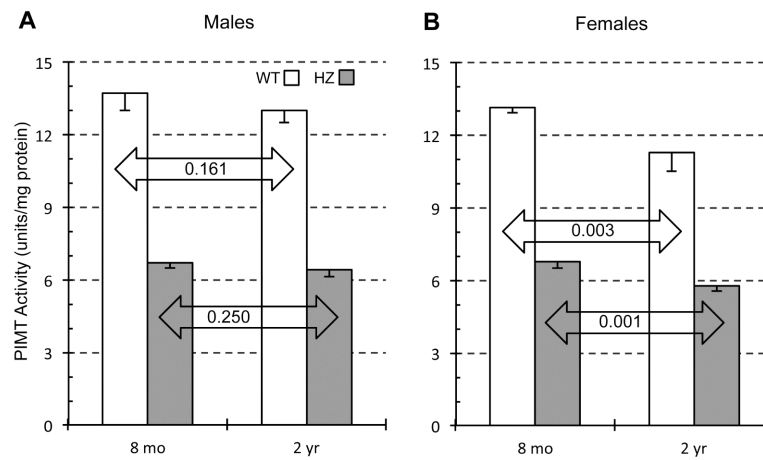 A
Males
PIMT Activity (units/mg protein)
15
12
9
6
3
0
WT
HZ
0.161
0.250
8 mo
2 yr
B
Females
15
12
9
6
3
0
0.003
0.001
8 mo
2 yr